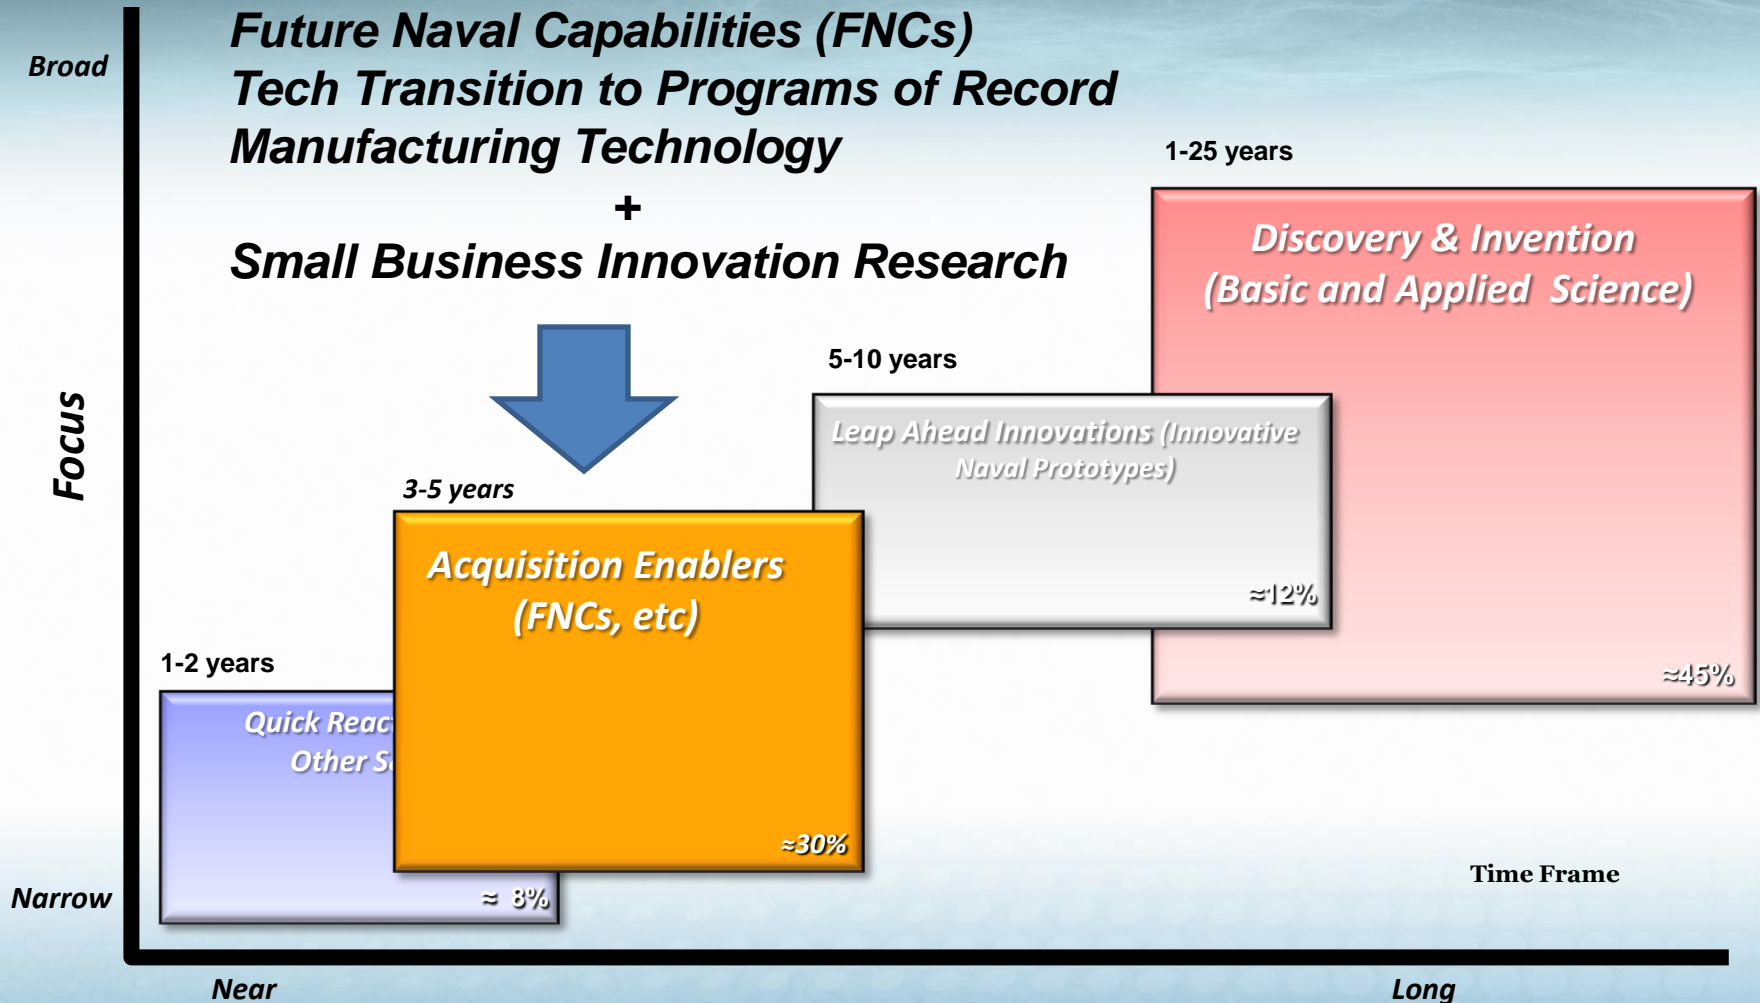 Future Naval Capabilities (FNCs)
Tech Transition to Programs of Record
Manufacturing Technology
+
Small Business Innovation Research
Broad
Focus
Narrow
1-25 years
Discovery & Invention
(Basic and Applied Science)
≈45%
5-10 years
Leap Ahead Innovations (Innovative
Naval Prototypes)
≈12%
3-5 years
Acquisition Enablers
(FNCs, etc)
≈30%
1-2 years
Quick
Other
≈ 8%
Time Frame
Near
Long